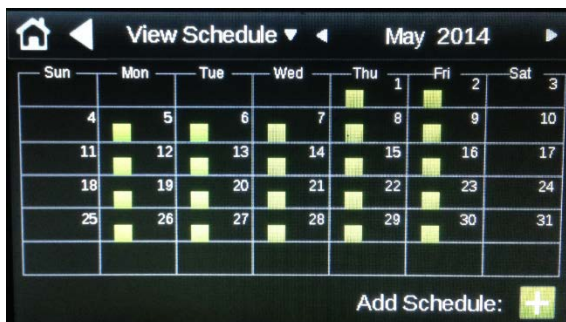 View Schedule May 2014
Sun Mon Tue Wed Thu Fri Sat
1 2 3
4 5 6 7 8 9 10
11 12 13 14 15 16 17
18 19 20 21 22 23 24
25 26 27 28 29 30 31
Add Schedule: